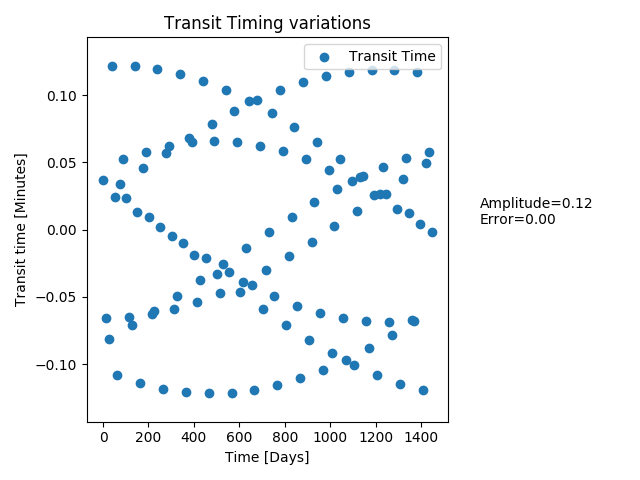 Transit Timing variations
Transit Time
0.10
0.05
0.00
−0.05
−0.10
Transit time [Minutes]
0 200 400 600 800 1000 1200 1400
Time [Days]
Amplitude=0.12
Error=0.00